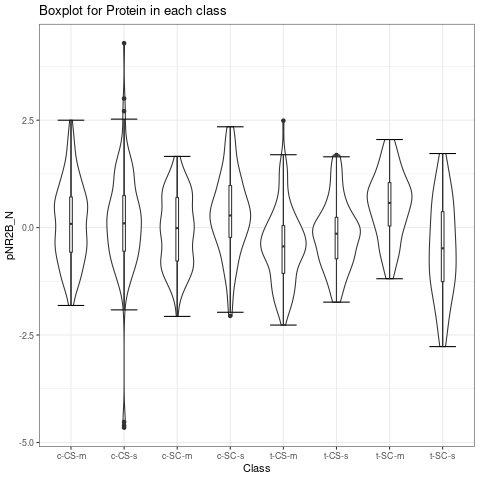 Boxplot for Protein in each class
pNR2B_N
2.5
0.0
-2.5
-5.0
c-CS-m c-CS-s c-SC-m c-SC-s t-CS-m t-CS-s t-SC-m t-SC-s
Class